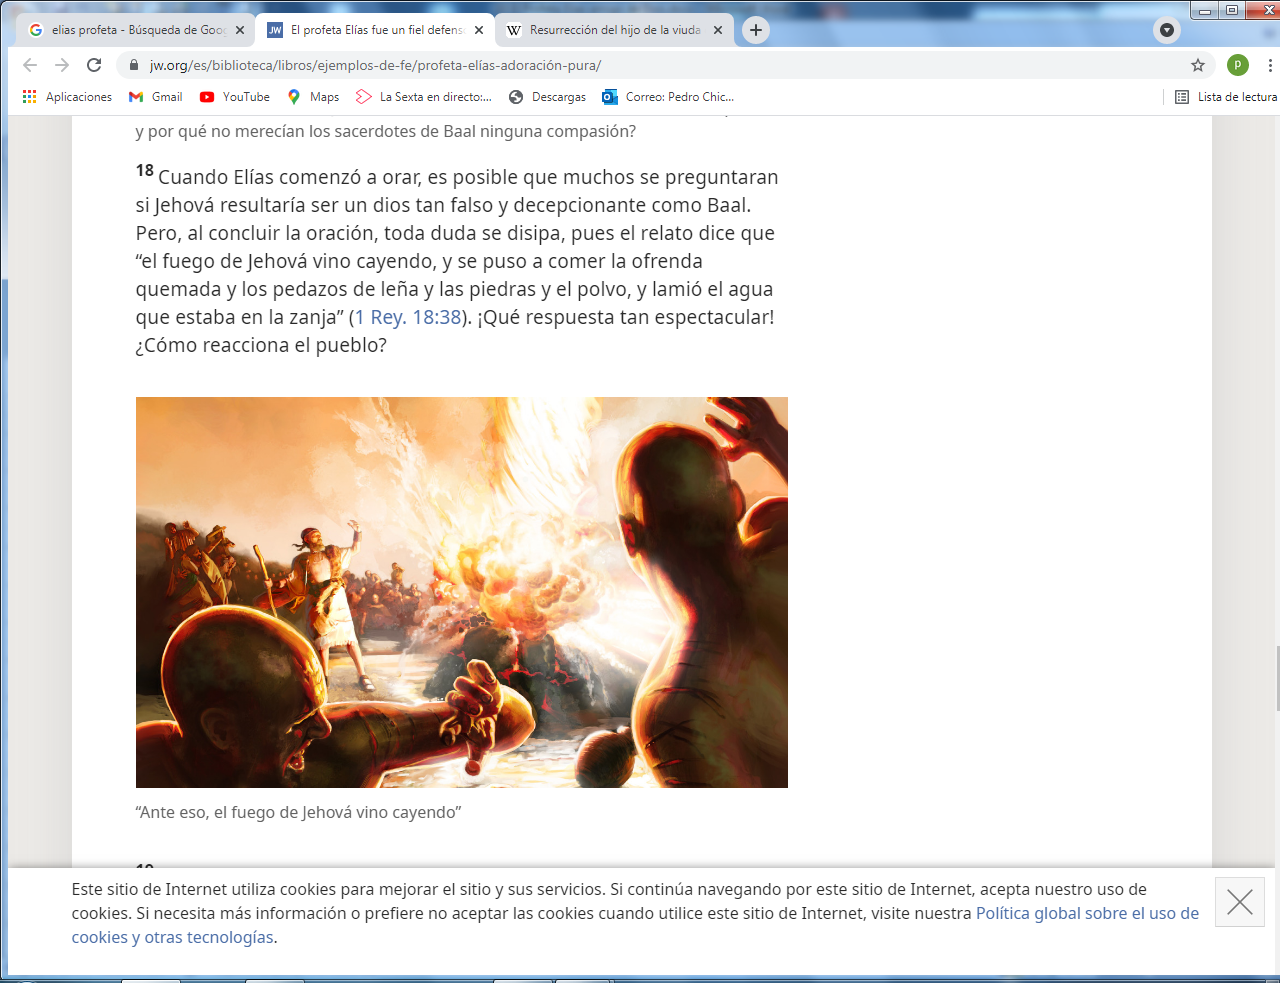 elias profeta - Búsqueda de Goog
El profeta Elías fue un fiel defens
Resurrección del hijo de la viuda
jw.org/es/biblioteca/libros/ejemplos-de-fe/profeta-elías-adoración-pura/
P
Aplicaciones
Gmail
YouTube
Maps
La Sexta en directo:...
Descargas
Correo: Pedro Chic...
Lista de lectura
y por qué no merecían los sacerdotes de Baal ninguna compasión?
18 Cuando Elías comenzó a orar, es posible que muchos se preguntaran
si Jehová resultaría ser un dios tan falso y decepcionante como Baal.
Pero, al concluir la oración, toda duda se disipa, pues el relato dice que
“el fuego de Jehová vino cayendo, y se puso a comer la ofrenda
quemada y los pedazos de leña y las piedras y el polvo, y lamió el agua
que estaba en la zanja” (1 Rey. 18:38). ¡Qué respuesta tan espectacular!
¿Cómo reacciona el pueblo?
“Ante eso, el fuego de Jehová vino cayendo”
Este sitio de Internet utiliza cookies para mejorar el sitio y sus servicios. Si continúa navegando por este sitio de Internet, acepta nuestro uso de
cookies. Si necesita más información o prefiere no aceptar las cookies cuando utilice este sitio de Internet, visite nuestra Política global sobre el uso de
cookies y otras tecnologías.